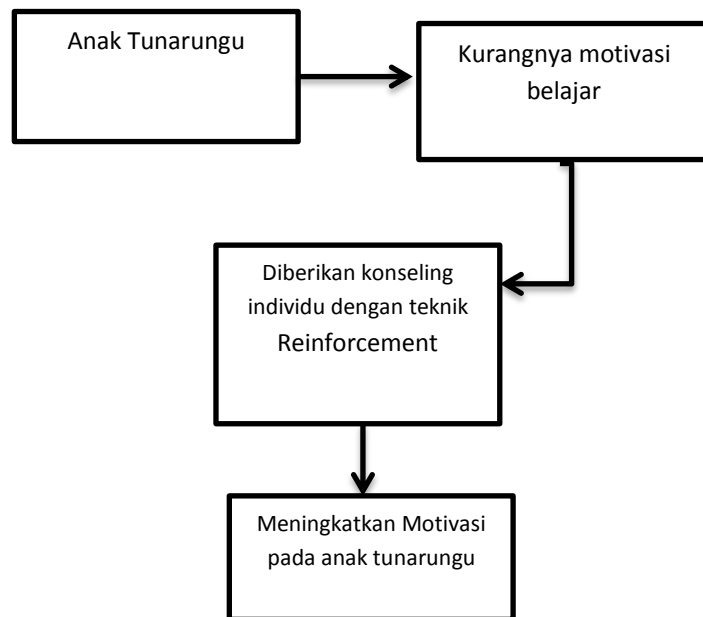 Anak Tunarungu
Kurangnya motivasi
belajar
Diberikan konseling
individu dengan teknik
Reinforcement
Meningkatkan Motivasi
pada anak tunarungu